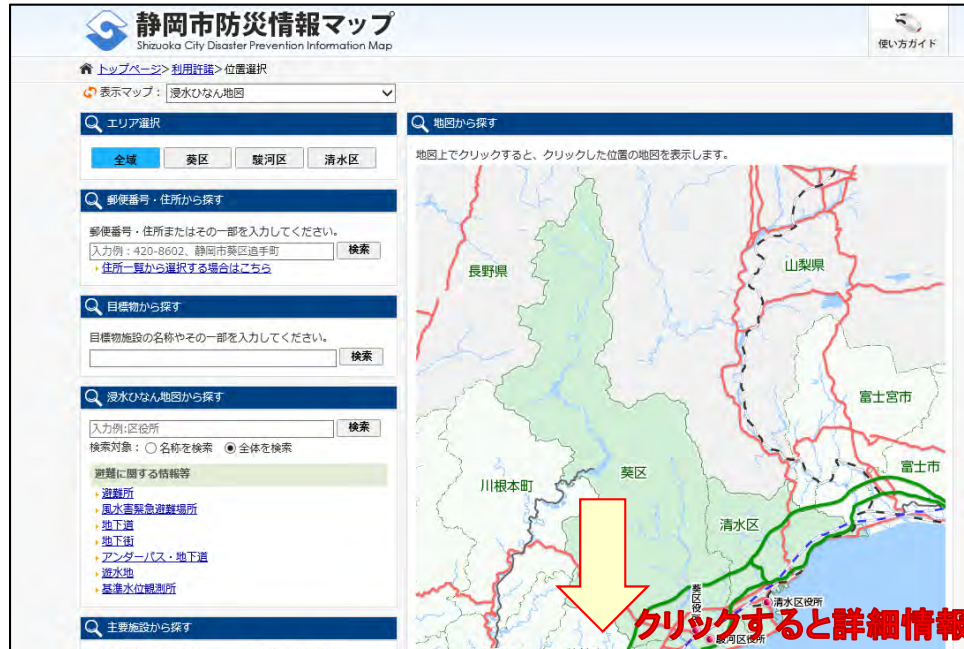 静岡市防災情報マップ
Shizuoka City Disaster Prevention Information Map
使い方ガイド
トップページ>利用許諾>位置選択
表示マップ： 浸水ひなん地図
エリア選択
全域 葵区 駿河区 清水区
郵便番号・住所から探す
郵便番号・住所またはその一部を入力してください。
入力例：420-8602、静岡市葵区追手町 検索
住所一覧から選択する場合はこちら
目標物から探す
目標物施設の名称やその一部を入力してください。
検索
浸水ひなん地図から探す
入力例:区役所 検索
検索対象： 名称を検索 全体を検索
避難に関する情報等
避難所
風水害緊急避難場所
地下道
地下街
アンダーパス・地下道
遊水地
基準水位観測所
主要施設から探す
地図から探す
地図上でクリックすると、クリックした位置の地図を表示します。
長野県
山梨県
富士宮市
富士市
川根本町
葵区
清水区
葵区役
清水区役所
駿河区役所
クリックすると詳細情報